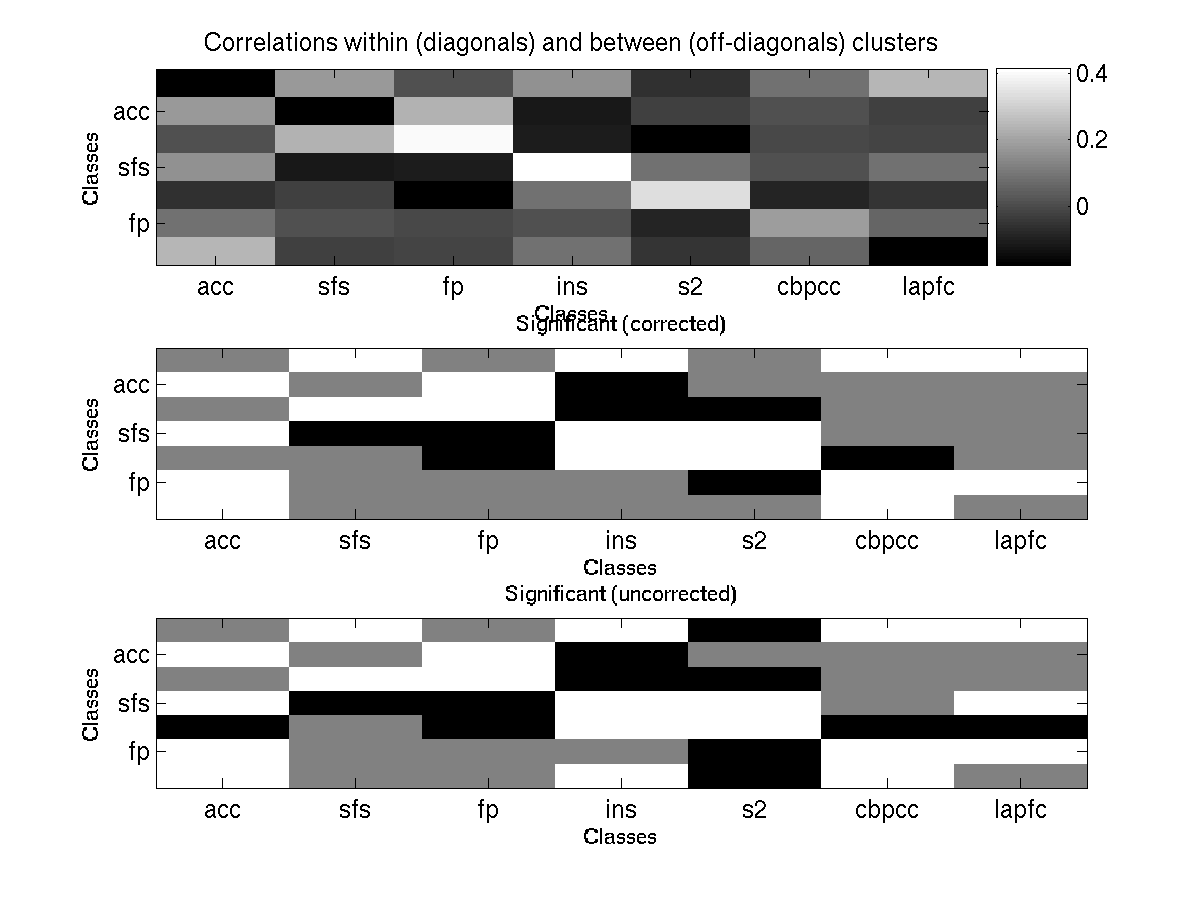 Correlations within (diagonals) and between (off-diagonals) clusters
0.4
0.2
0
Classes
acc
sfs
fp
acc sfs fp ins s2 cbpcc lapfc
Classes
Significant (corrected)
Classes
acc
sfs
fp
acc sfs fp ins s2 cbpcc lapfc
Classes
Significant (uncorrected)
Classes
acc
sfs
fp
acc sfs fp ins s2 cbpcc lapfc
Classes